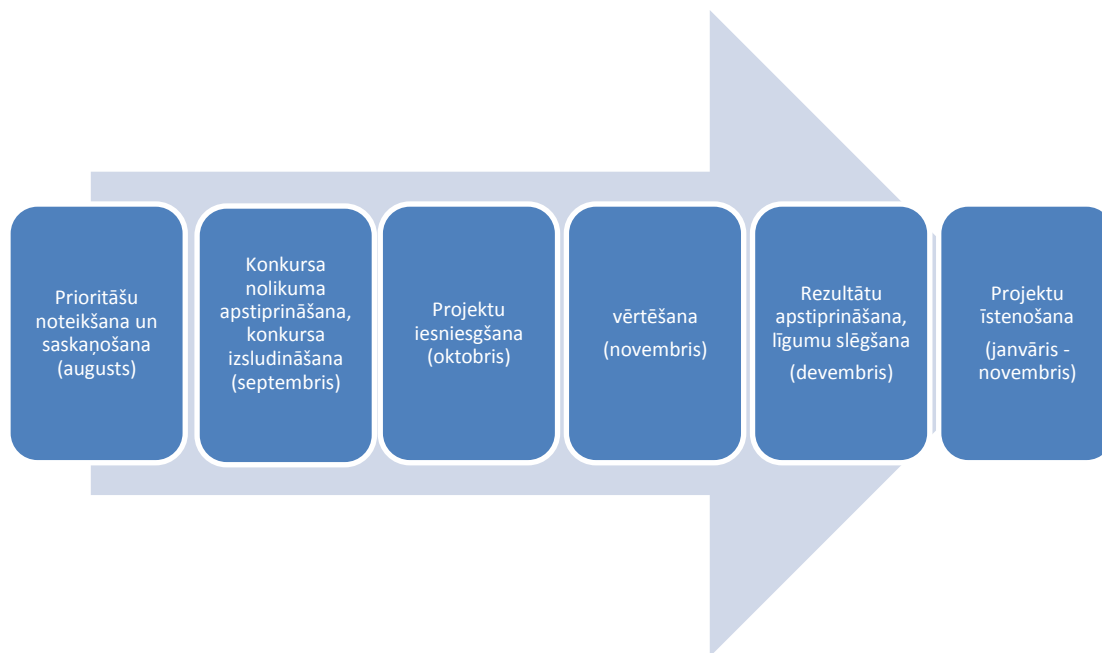 Prioritāšu
noteikšana un
saskaņošana
(augusts)
Konkursa
nolikuma
apstiprināšana,
konkursa
izsludināšana
(septembris)
Projektu
iesniesgšana
(oktobris)
vērtēšana
(novembris)
Rezultātu
apstiprināšana,
līgumu slēgšana
(devembris)
Projektu
īstenošana
(janvāris -
novembris)